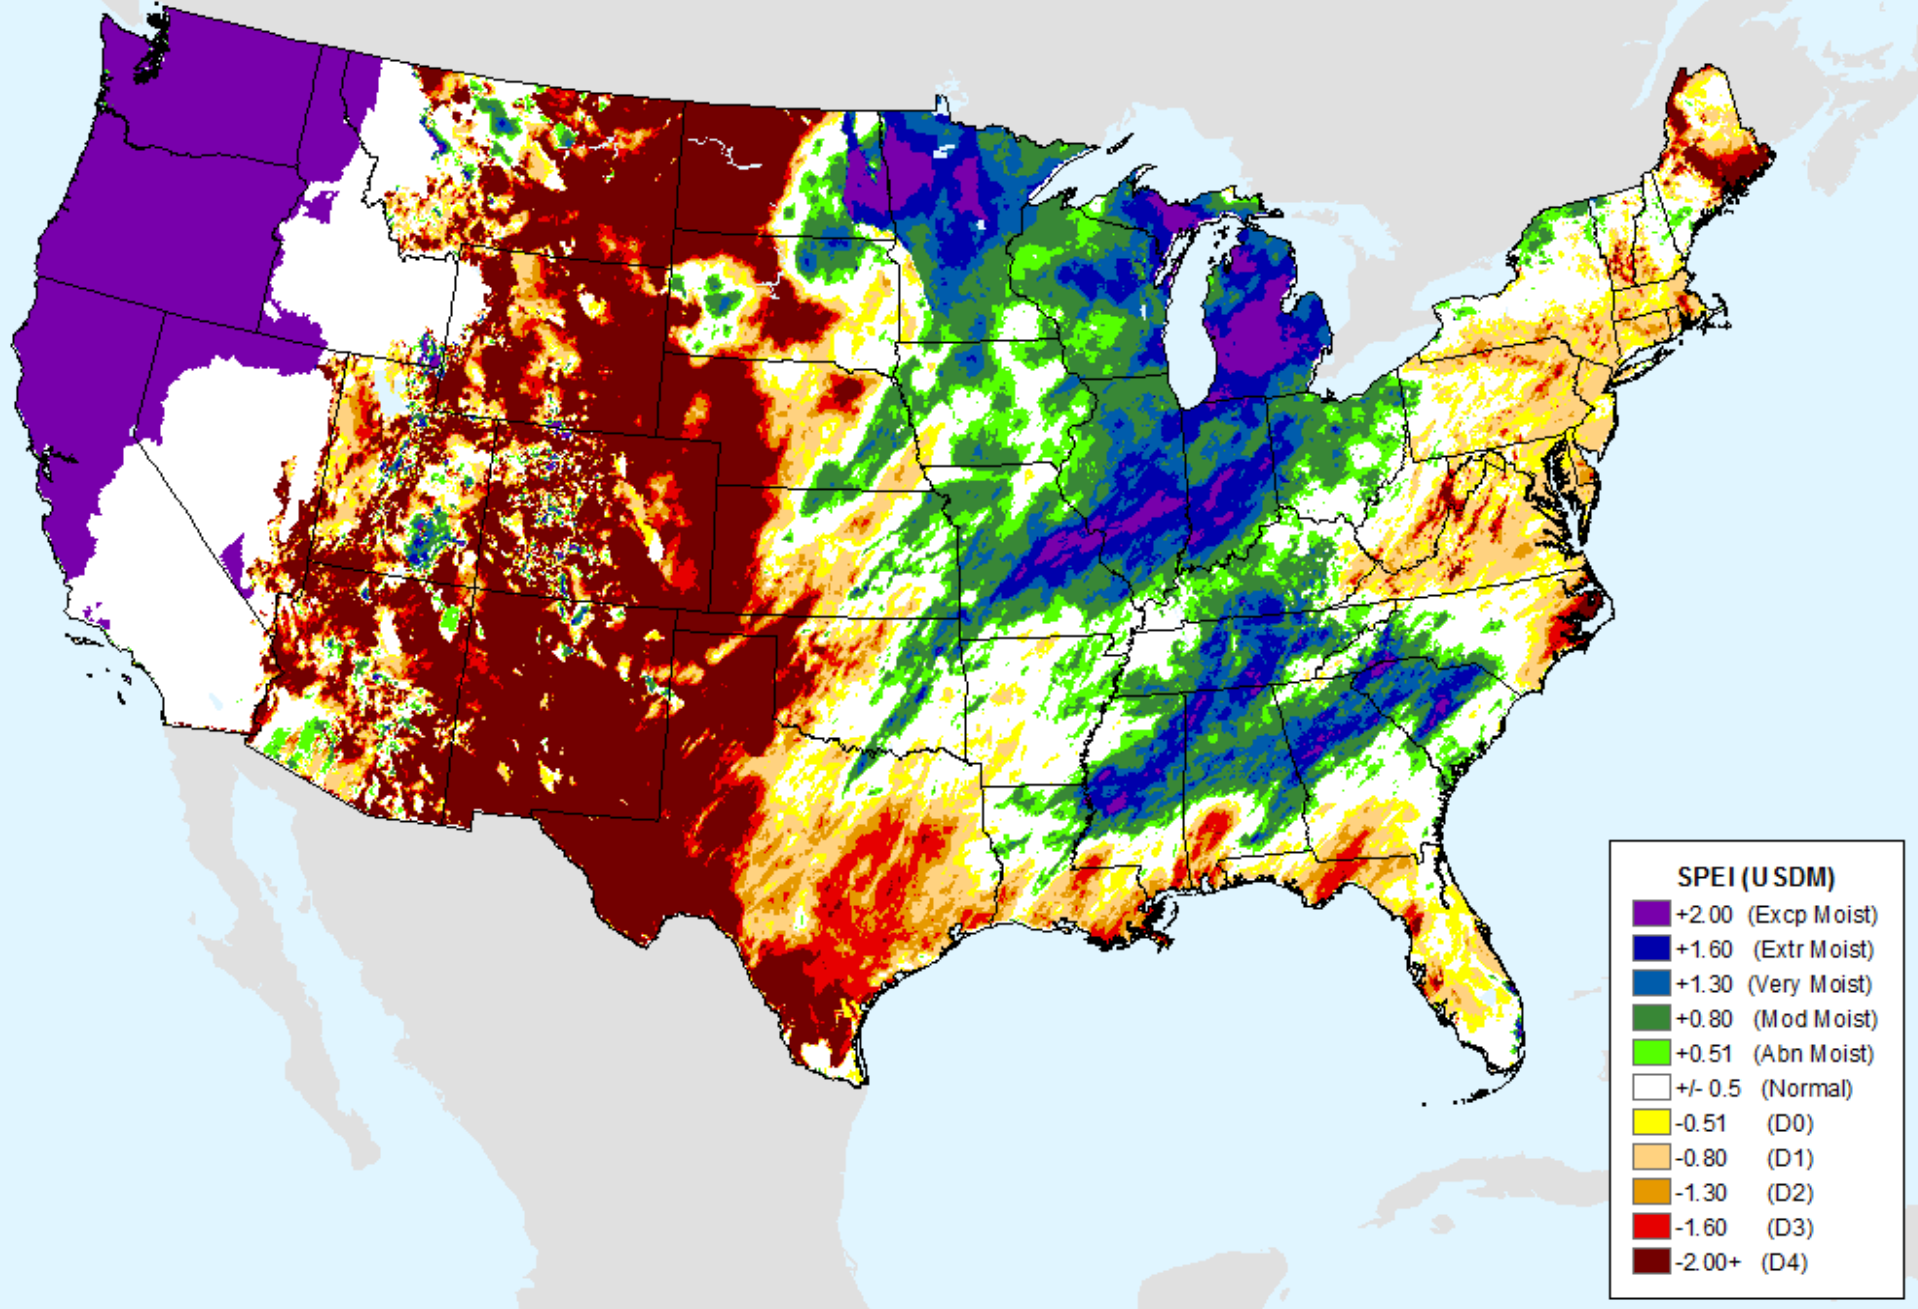 SPEI (USDM)
+2.00 (Excp Moist)
+1.60 (Extr Moist)
+1.30 (Very Moist)
+0.80 (Mod Moist)
+0.51 (Abn Moist)
+/- 0.5 (Normal)
-0.51 (D0)
-0.80 (D1)
-1.30 (D2)
-1.60 (D3)
-2.00+ (D4)